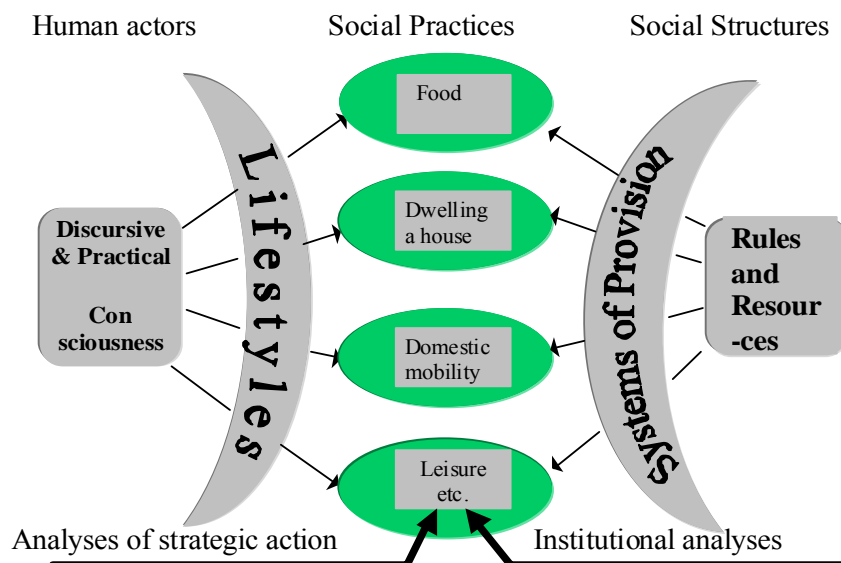 Human actors
Social Practices
Social Structures
Food
Dwelling
a house
Domestic
mobility
Leisure
etc.
Lifestyles
Systems of Provision
Discursive
& Practical
Con
sciousness
Rules
and
Resour
-ces
Analyses of strategic action
Institutional analyses